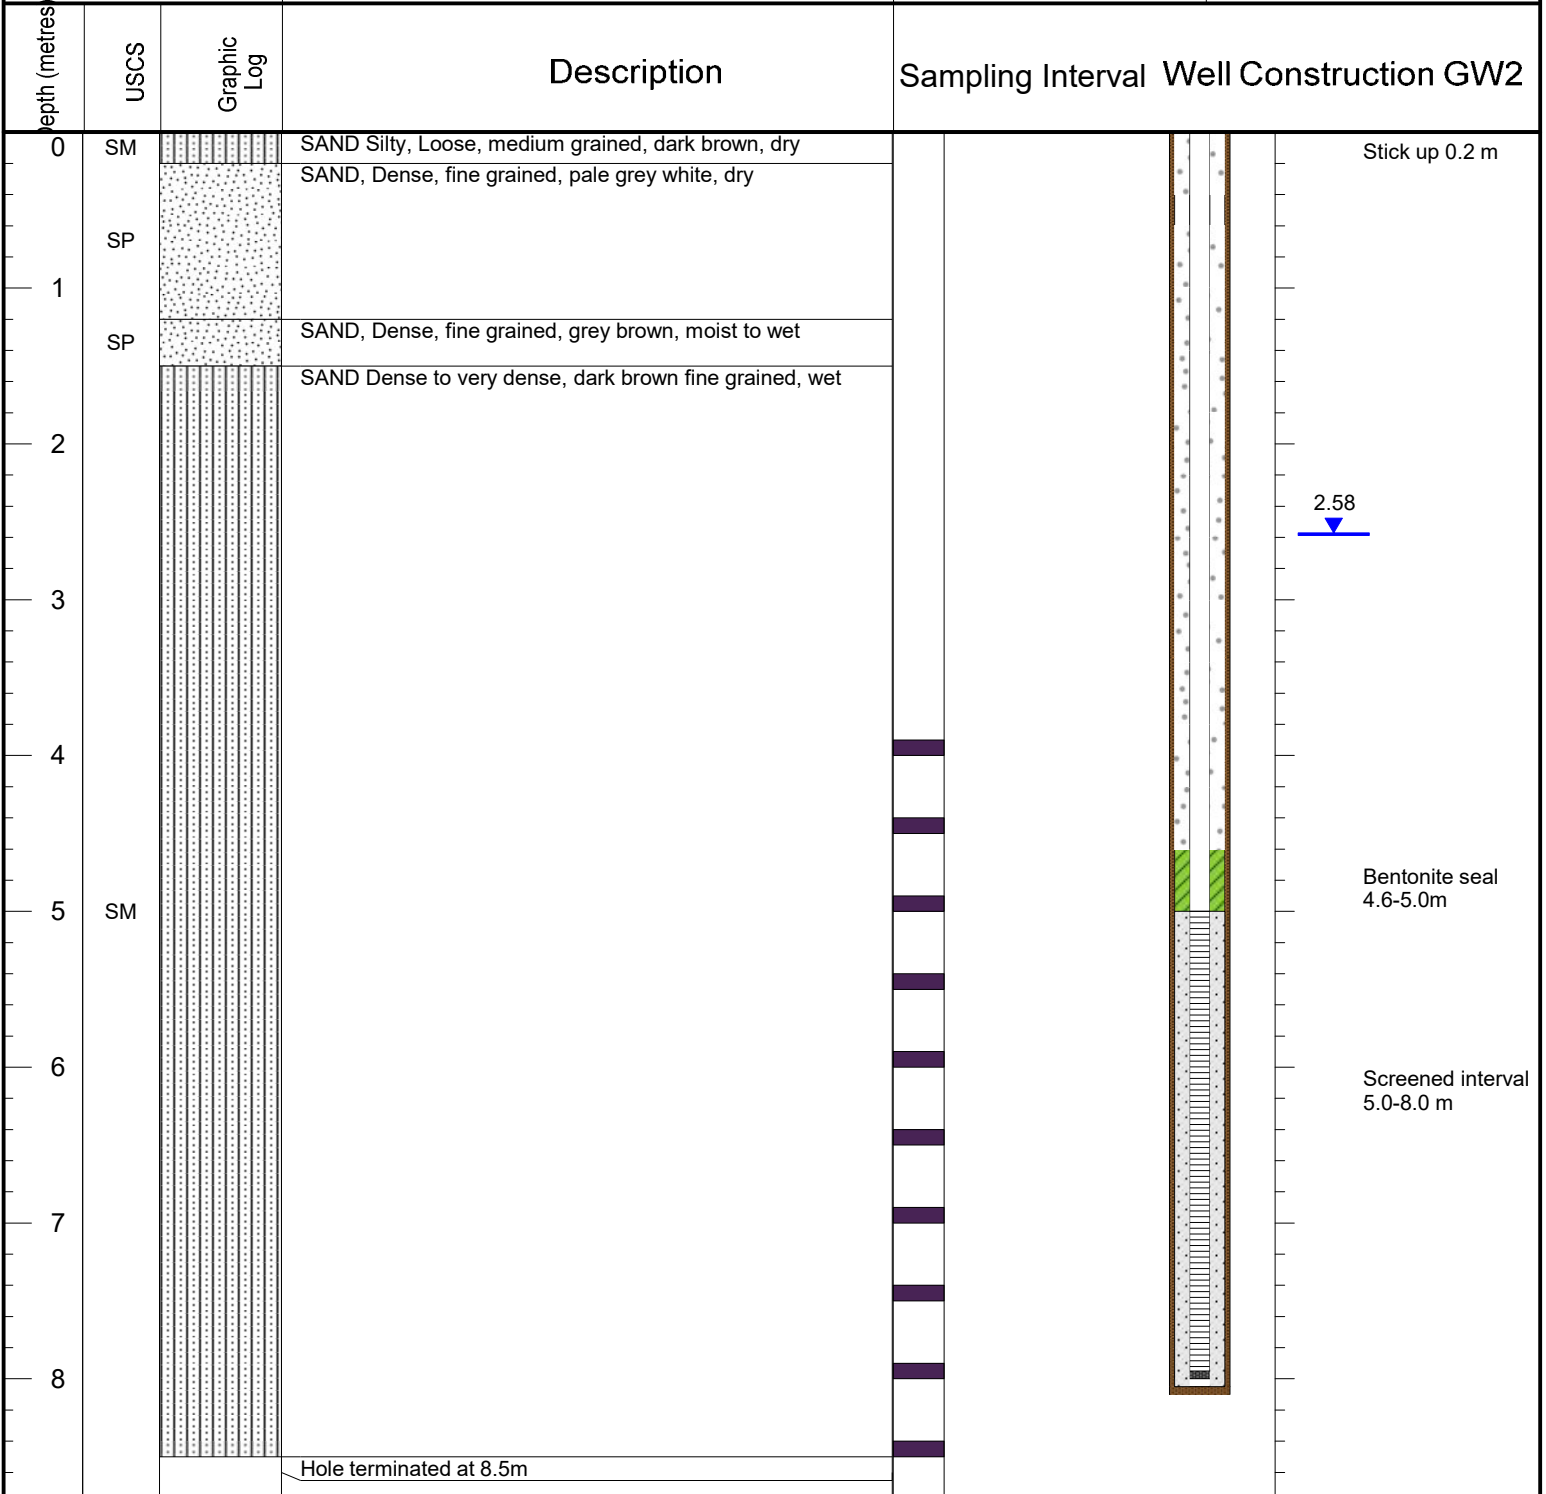 epth (metres)
USCS
Graphic
Log
Description
Sampling Interval
Well Construction GW2
0
SM
SAND Silty, Loose, medium grained, dark brown, dry
Stick up 0.2 m
SAND, Dense, fine grained, pale grey white, dry
SP
1
SAND, Dense, fine grained, grey brown, moist to wet
SP
SAND Dense to very dense, dark brown fine grained, wet
2
2.58
3
4
Bentonite seal
4.6-5.0m
5
SM
6
Screened interval
5.0-8.0 m
7
8
Hole terminated at 8.5m